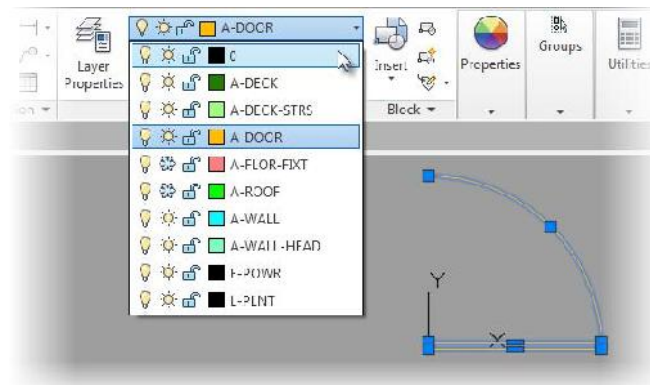 A-DOOR
Layer
Properties
Insert
Block
Properties
Groups
Utilities
0
A-DECK
A-DECK-STRS
A-DOOR
A-FLOR-FIXT
A-ROOF
A-WALL
A-WALL-HEAD
E-POWR
L-PLNT
Y
X